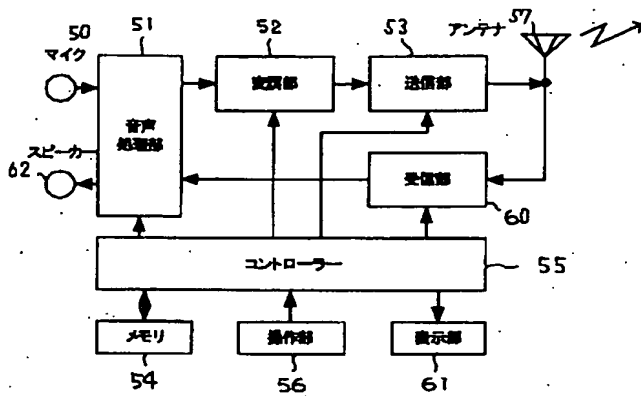 50
マイク
51
52
53
アンテナ
57
音声
処理部
変調部
送信部
スピーカ
62
受信部
60
コントローラー
55
メモリ
操作部
表示部
54
56
61